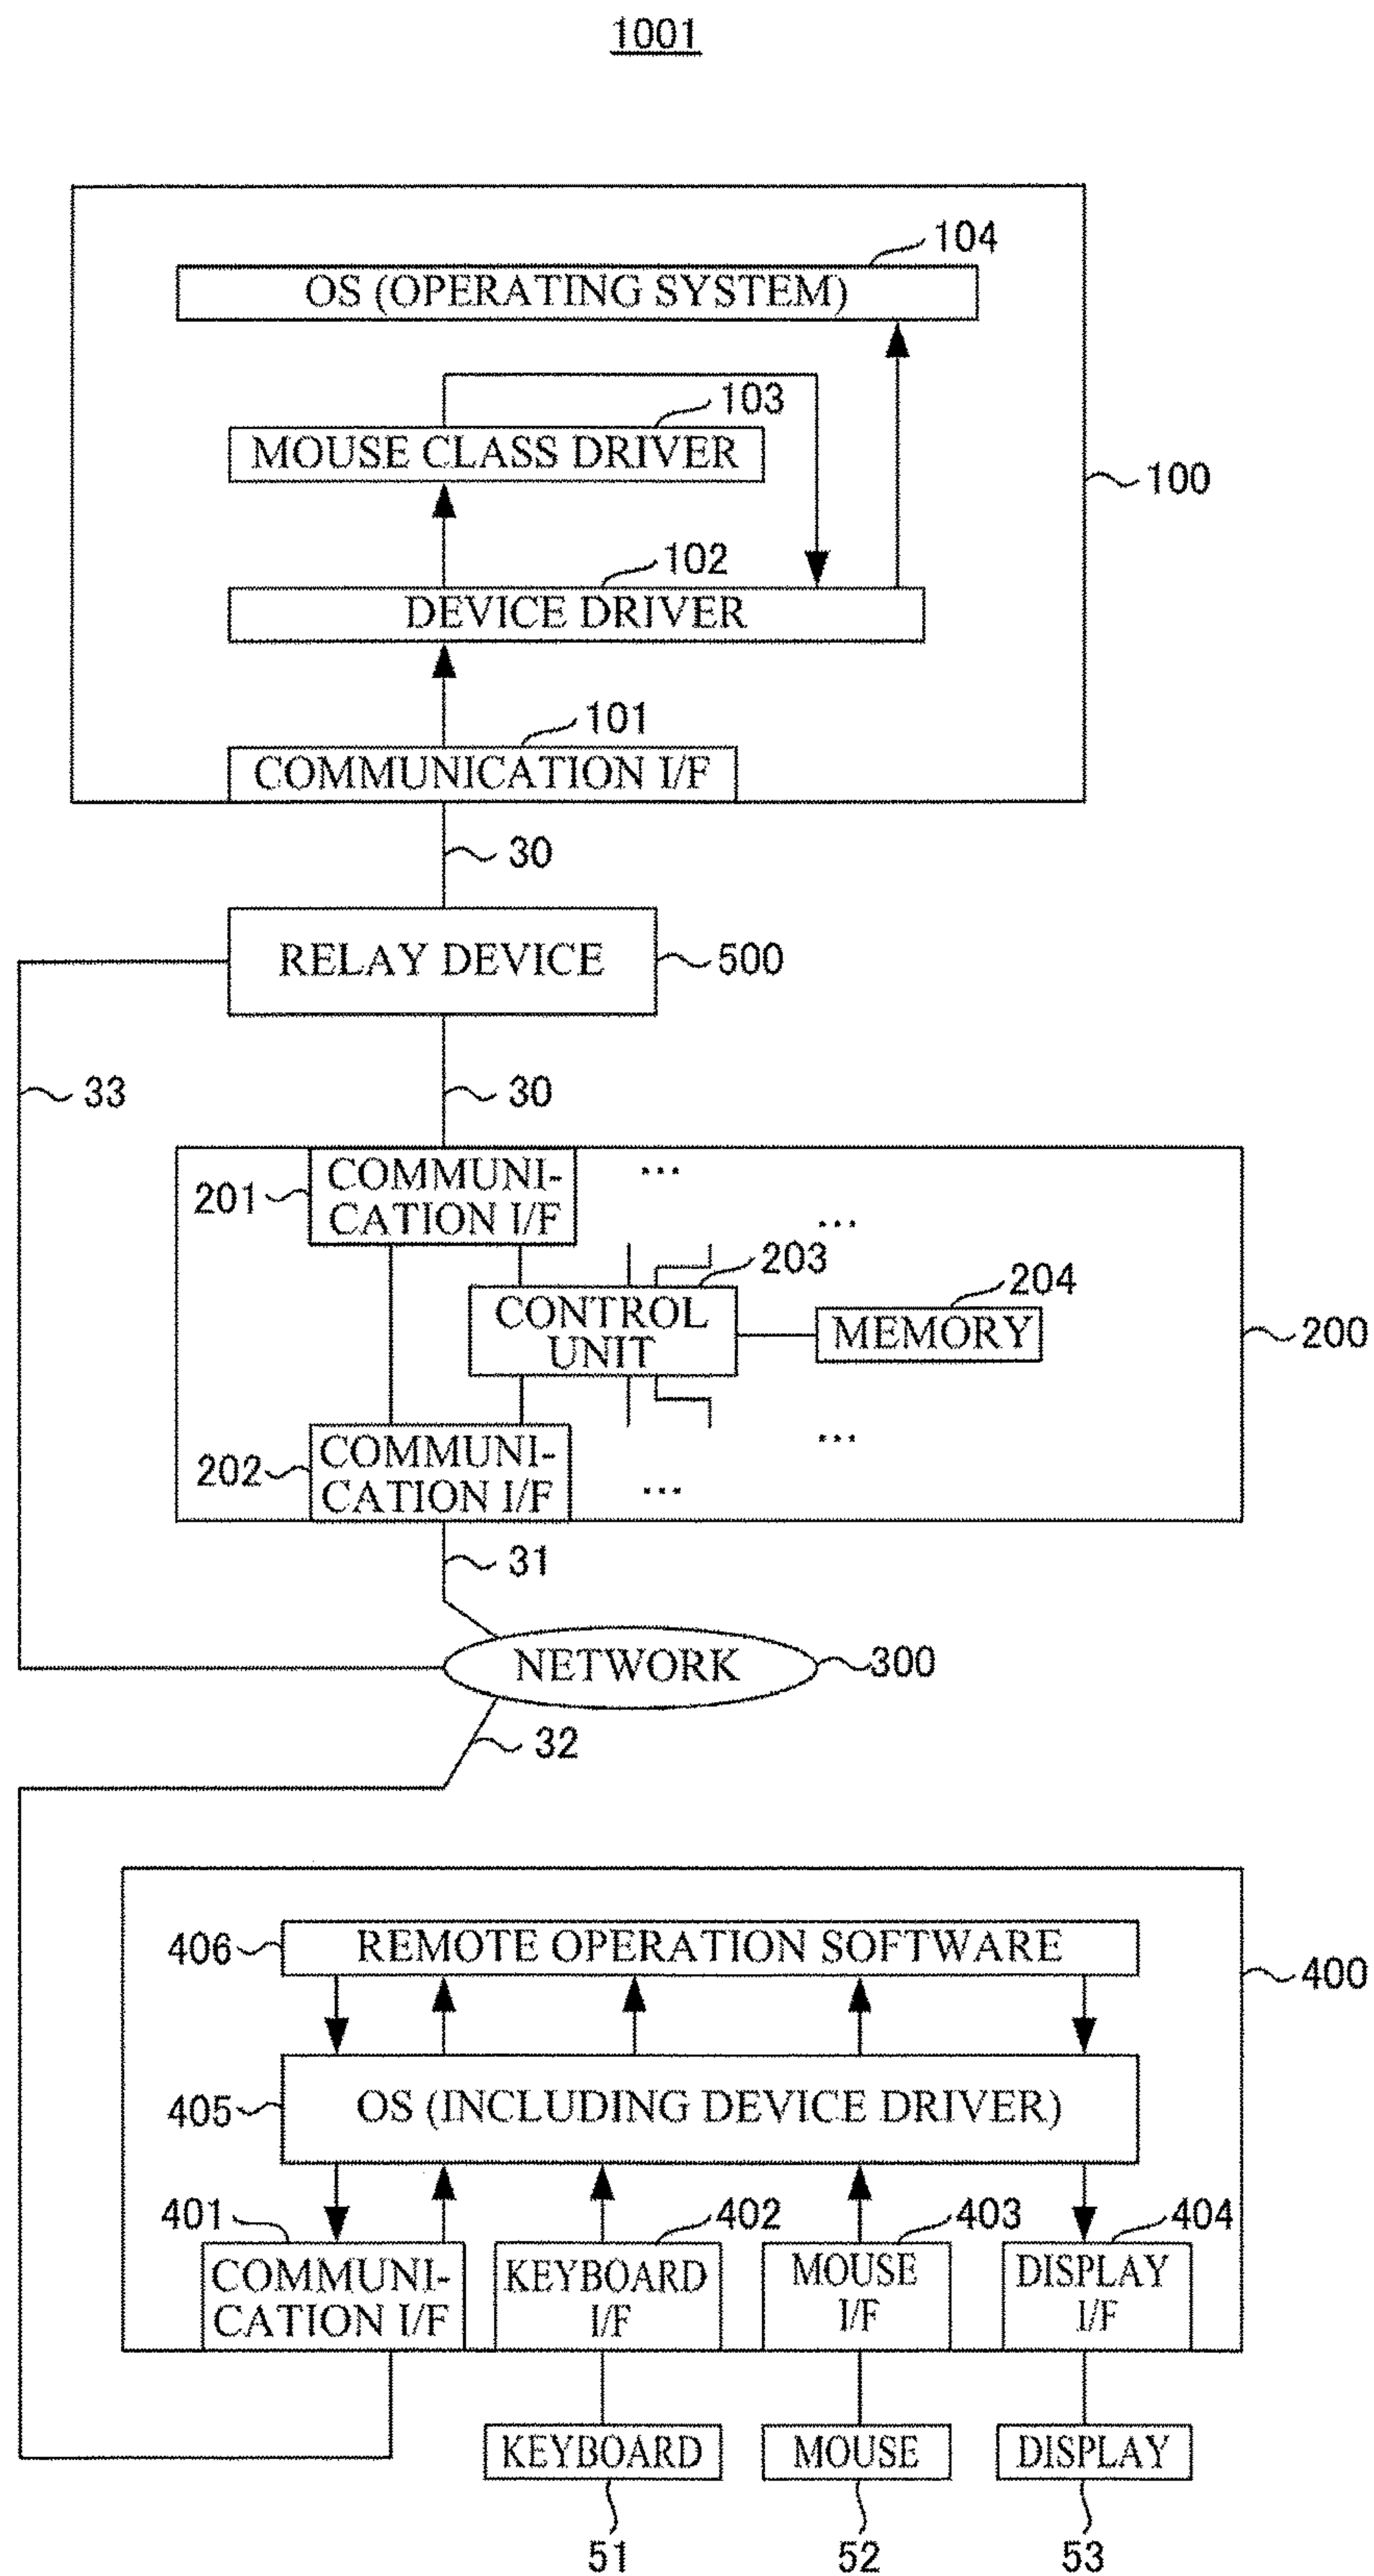 1001
104
OS (OPERATING SYSTEM)
103
MOUSE CLASS DRIVER
100
102
DEVICE DRIVER
101
COMMUNICATION I/F
30
RELAY DEVICE
500
33
30
COMMUNI-
CATION I/F
201
...
...
203
CONTROL
UNIT
204
MEMORY
200
COMMUNI-
CATION I/F
202
...
...
31
NETWORK
300
32
406
REMOTE OPERATION SOFTWARE
400
405
OS (INCLUDING DEVICE DRIVER)
401
402
403
404
COMMUNI-
CATION I/F
KEYBOARD
I/F
MOUSE
I/F
DISPLAY
I/F
KEYBOARD
MOUSE
DISPLAY
51
52
53